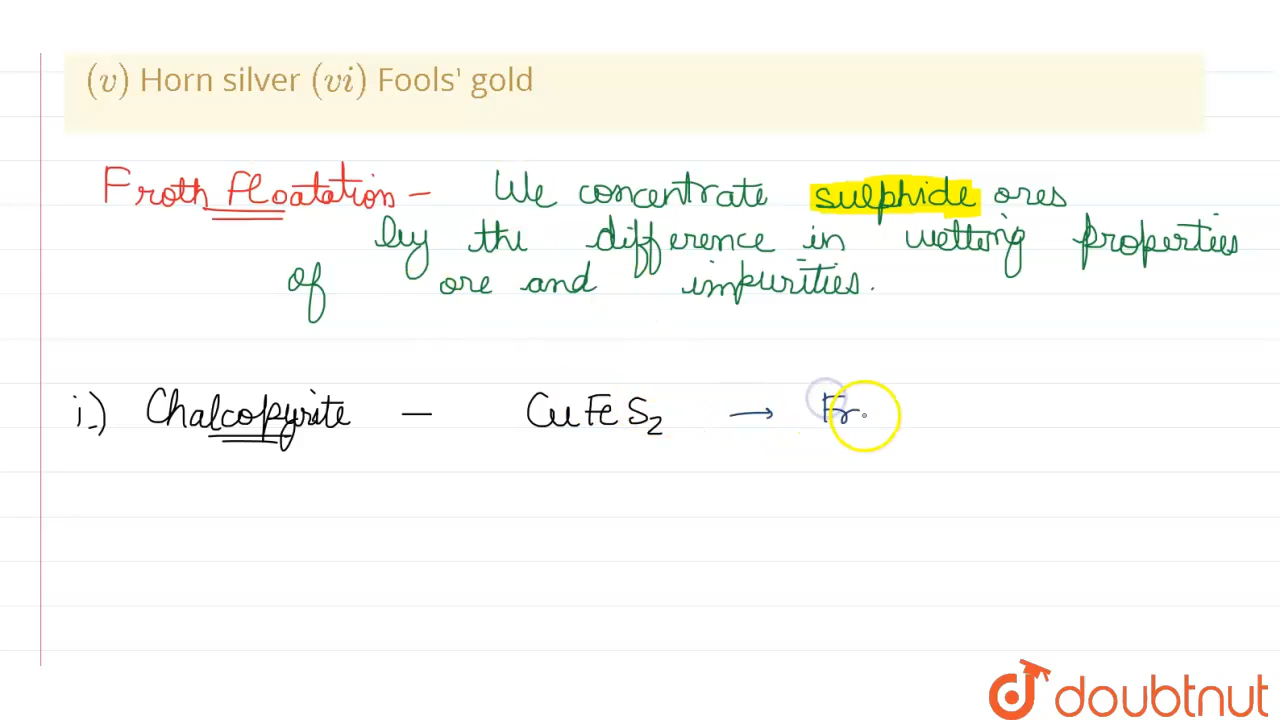 (v) Horn silver (vi) Fools' gold
Froth Floatation — We concentrate sulphide ores
by the difference in wetting properties
of ore and impurities.
i.) Chalcopyrite — CuFeS2 → Fr
doubtnut